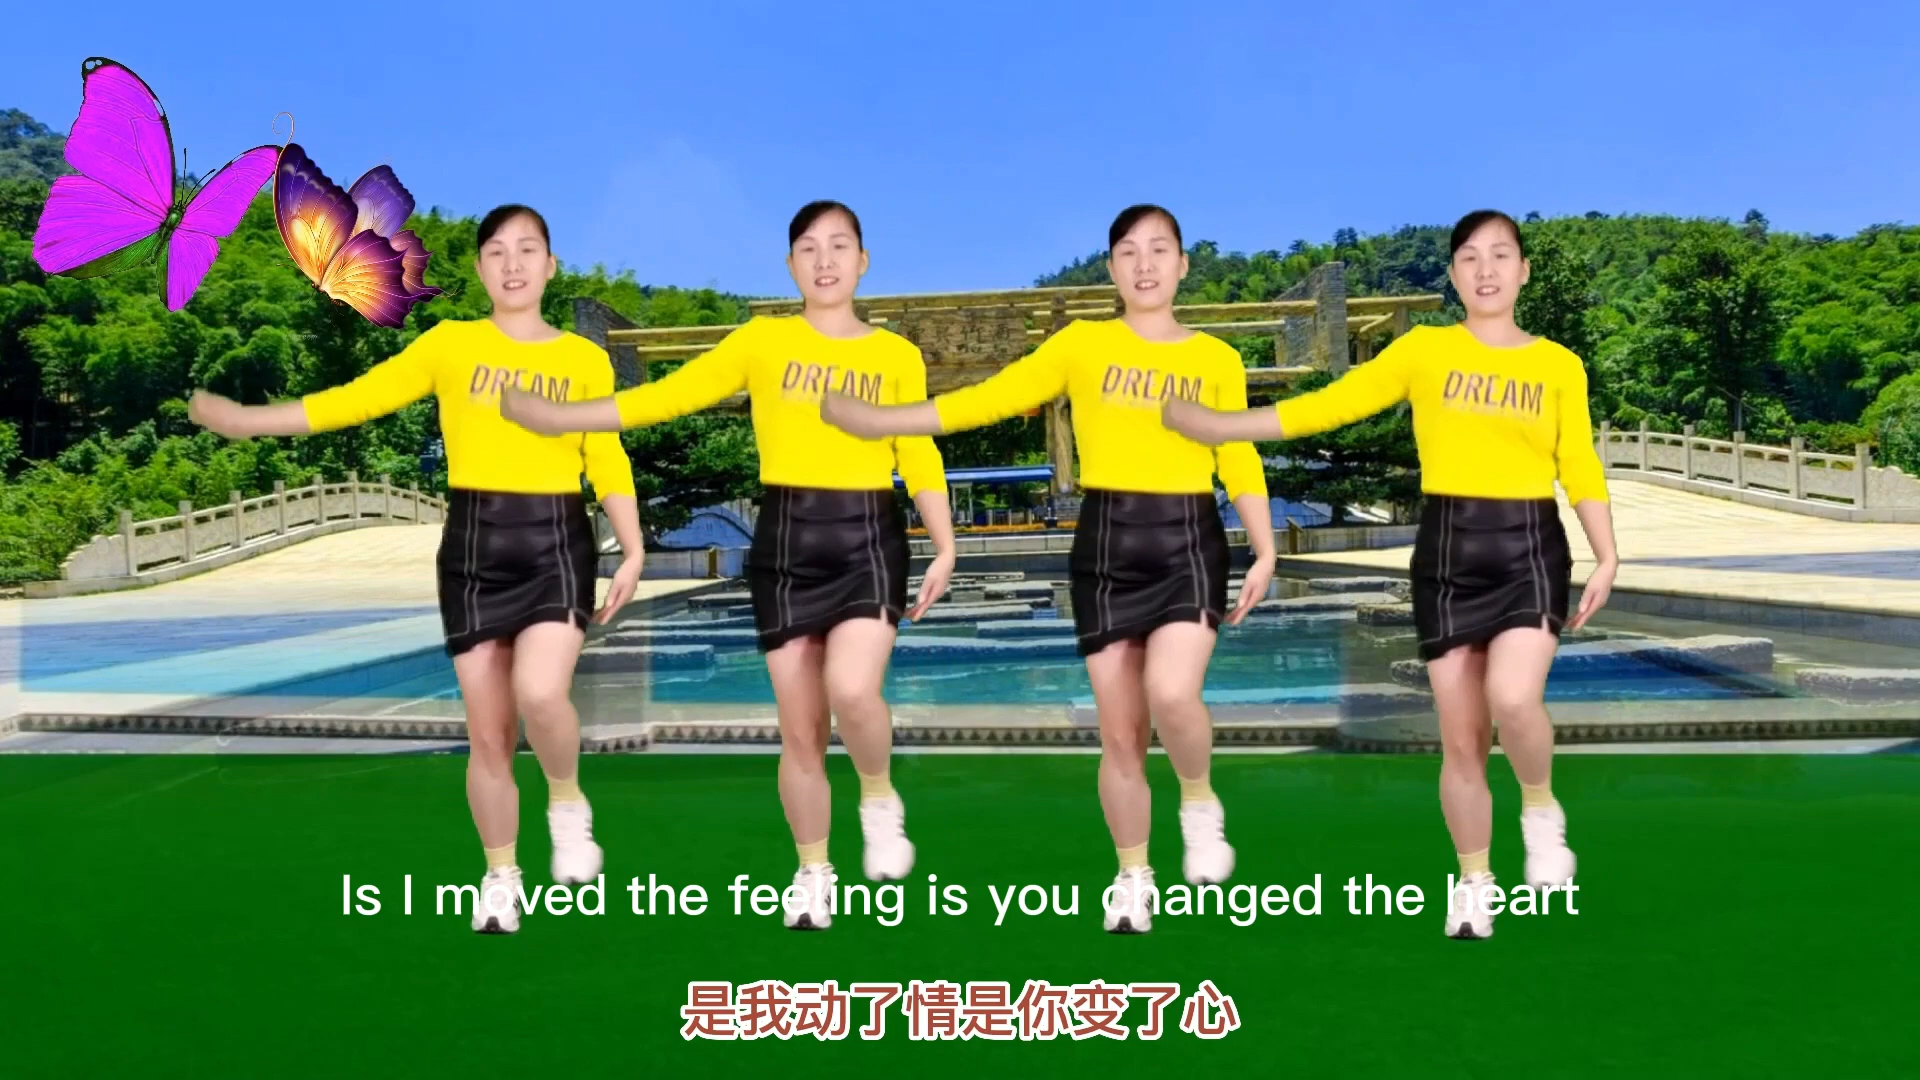 DREAM DREAM DREAM DREAM
Is I moved the feeling is you changed the heart
是我动了情是你变了心